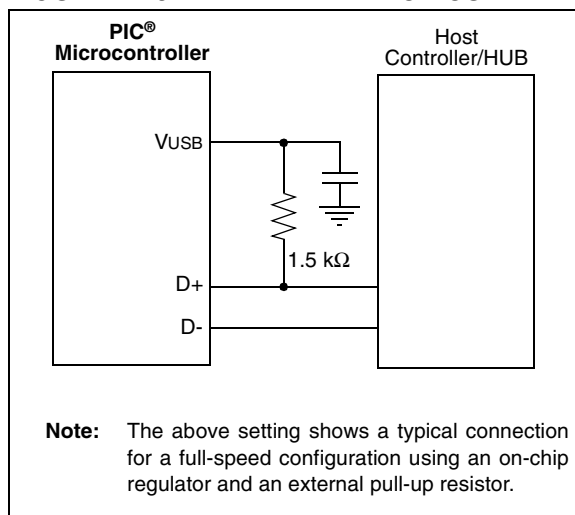 PIC®
Microcontroller
Host
Controller/HUB
VUSB
1.5 kΩ
D+
D-
Note: The above setting shows a typical connection
for a full-speed configuration using an on-chip
regulator and an external pull-up resistor.